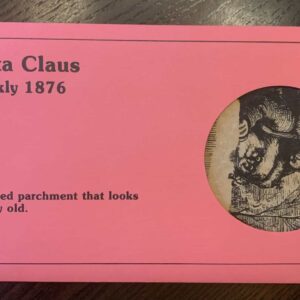 ta Claus
kly 1876
ed parchment that looks
y old.